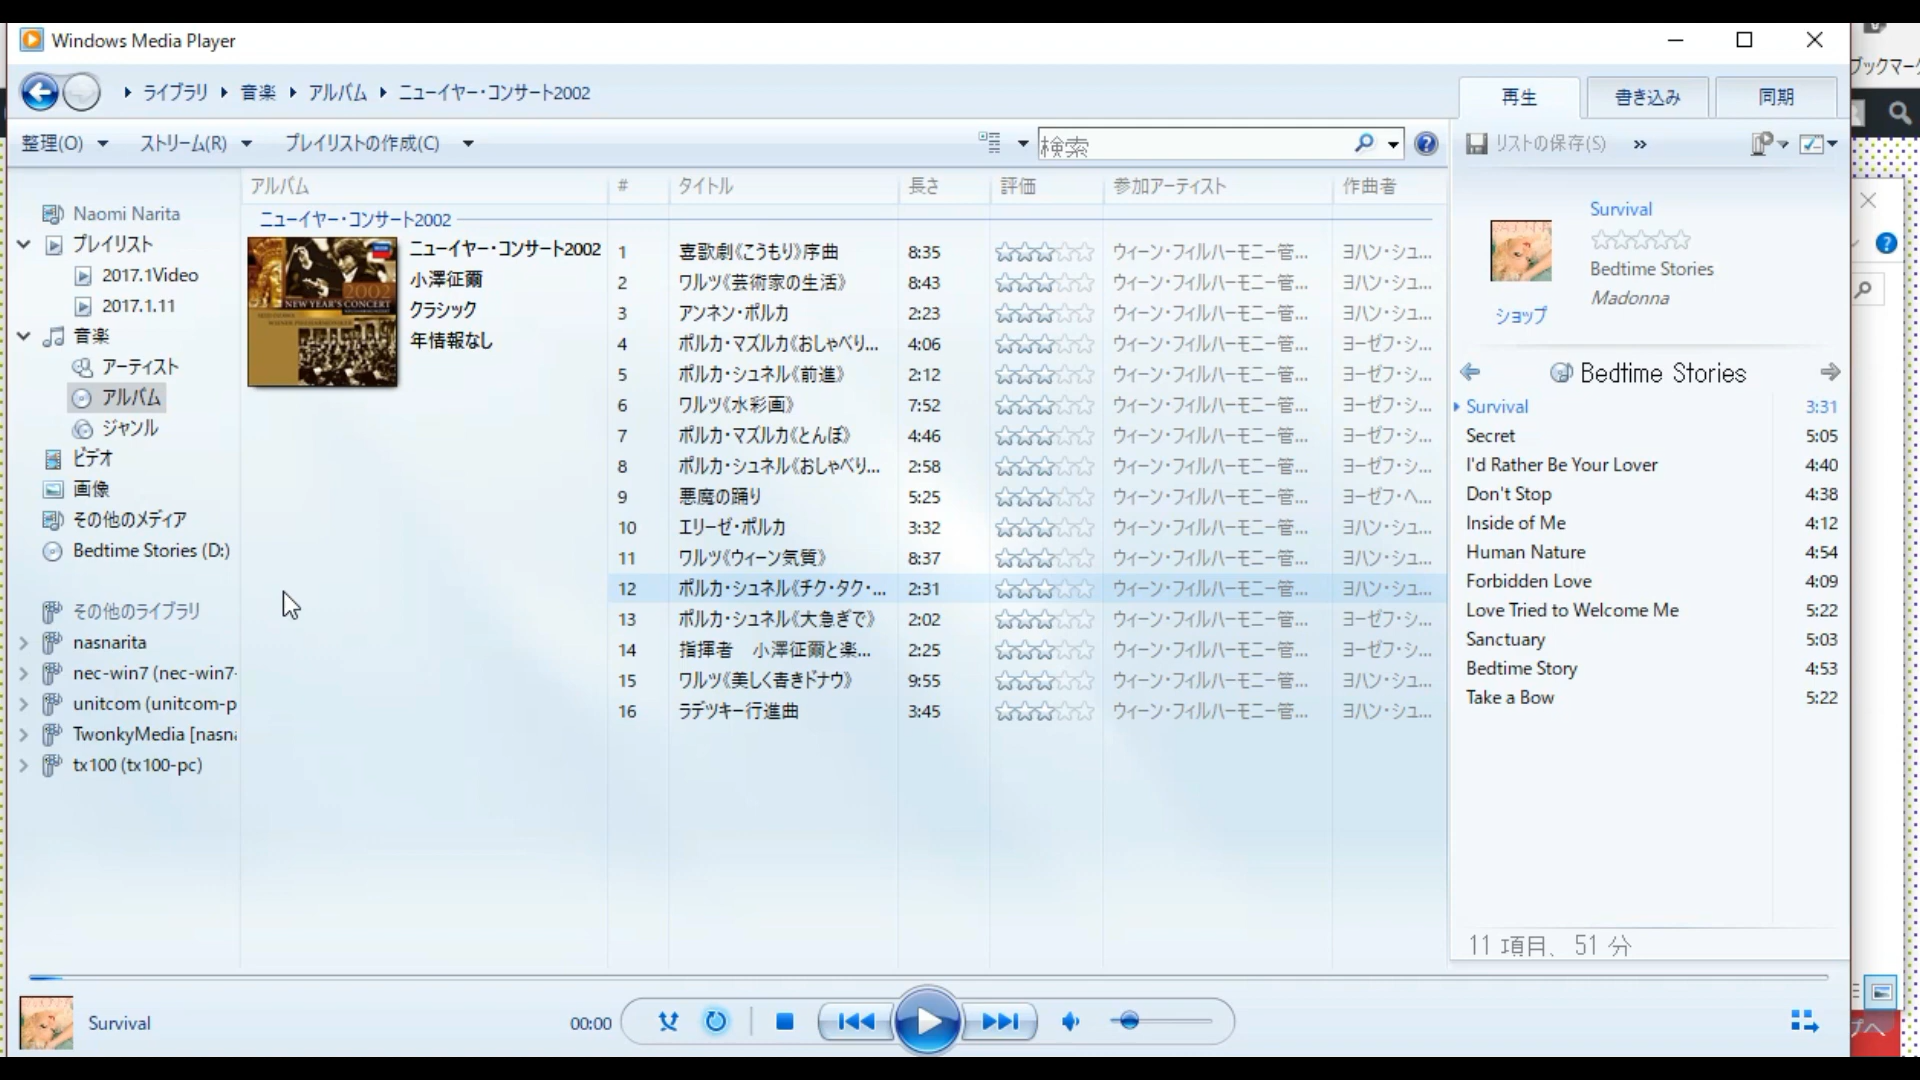 Windows Media Player
ライブラリ 音楽 アルバム ニューイヤー・コンサート2002
再生 書き込み 同期
ブックマーク
整理(O) ストリーム(R) プレイリストの作成(C)
検索
リストの保存(S) »
アルバム # タイトル 長さ 評価 参加アーティスト 作曲者
Naomi Narita
プレイリスト
2017.1Video
2017.1.11
音楽
アーティスト
アルバム
ジャンル
ビデオ
画像
その他のメディア
Bedtime Stories (D:)
その他のライブラリ
nasnarita
nec-win7 (nec-win7-
unitcom (unitcom-p
TwonkyMedia [nasna
tx100 (tx100-pc)
ニューイヤー・コンサート2002
2002
NEW YEAR'S CONCERT
ニューイヤー・コンサート2002
小澤征爾
クラシック
年情報なし
1 喜歌劇《こうもり》序曲 8:35 ウィーン・フィルハーモニー管... ヨハン・シュ...
2 ワルツ《芸術家の生活》 8:43 ウィーン・フィルハーモニー管... ヨハン・シュ...
3 アンネン・ポルカ 2:23 ウィーン・フィルハーモニー管... ヨハン・シュ...
4 ポルカ・マズルカ《おしゃべり... 4:06 ウィーン・フィルハーモニー管... ヨーゼフ・シ...
5 ポルカ・シュネル《前進》 2:12 ウィーン・フィルハーモニー管... ヨーゼフ・シ...
6 ワルツ《水彩画》 7:52 ウィーン・フィルハーモニー管... ヨーゼフ・シ...
7 ポルカ・マズルカ《とんぼ》 4:46 ウィーン・フィルハーモニー管... ヨーゼフ・シ...
8 ポルカ・シュネル《おしゃべり... 2:58 ウィーン・フィルハーモニー管... ヨーゼフ・シ...
9 悪魔の踊り 5:25 ウィーン・フィルハーモニー管... ヨーゼフ・ヘ...
10 エリーゼ・ポルカ 3:32 ウィーン・フィルハーモニー管... ヨハン・シュ...
11 ワルツ《ウィーン気質》 8:37 ウィーン・フィルハーモニー管... ヨハン・シュ...
12 ポルカ・シュネル《チク・タク・... 2:31 ウィーン・フィルハーモニー管... ヨハン・シュ...
13 ポルカ・シュネル《大急ぎで》 2:02 ウィーン・フィルハーモニー管... ヨーゼフ・シ...
14 指揮者 小澤征爾と楽... 2:25 ウィーン・フィルハーモニー管... ヨーゼフ・シ...
15 ワルツ《美しく書きドナウ》 9:55 ウィーン・フィルハーモニー管... ヨハン・シュ...
16 ラデツキー行進曲 3:45 ウィーン・フィルハーモニー管... ヨハン・シュ...
Survival
Bedtime Stories
Madonna
ショップ
Bedtime Stories
Survival 3:31
Secret 5:05
I'd Rather Be Your Lover 4:40
Don't Stop 4:38
Inside of Me 4:12
Human Nature 4:54
Forbidden Love 4:09
Love Tried to Welcome Me 5:22
Sanctuary 5:03
Bedtime Story 4:53
Take a Bow 5:22
11 項目、 51 分
Survival
00:00
プへ